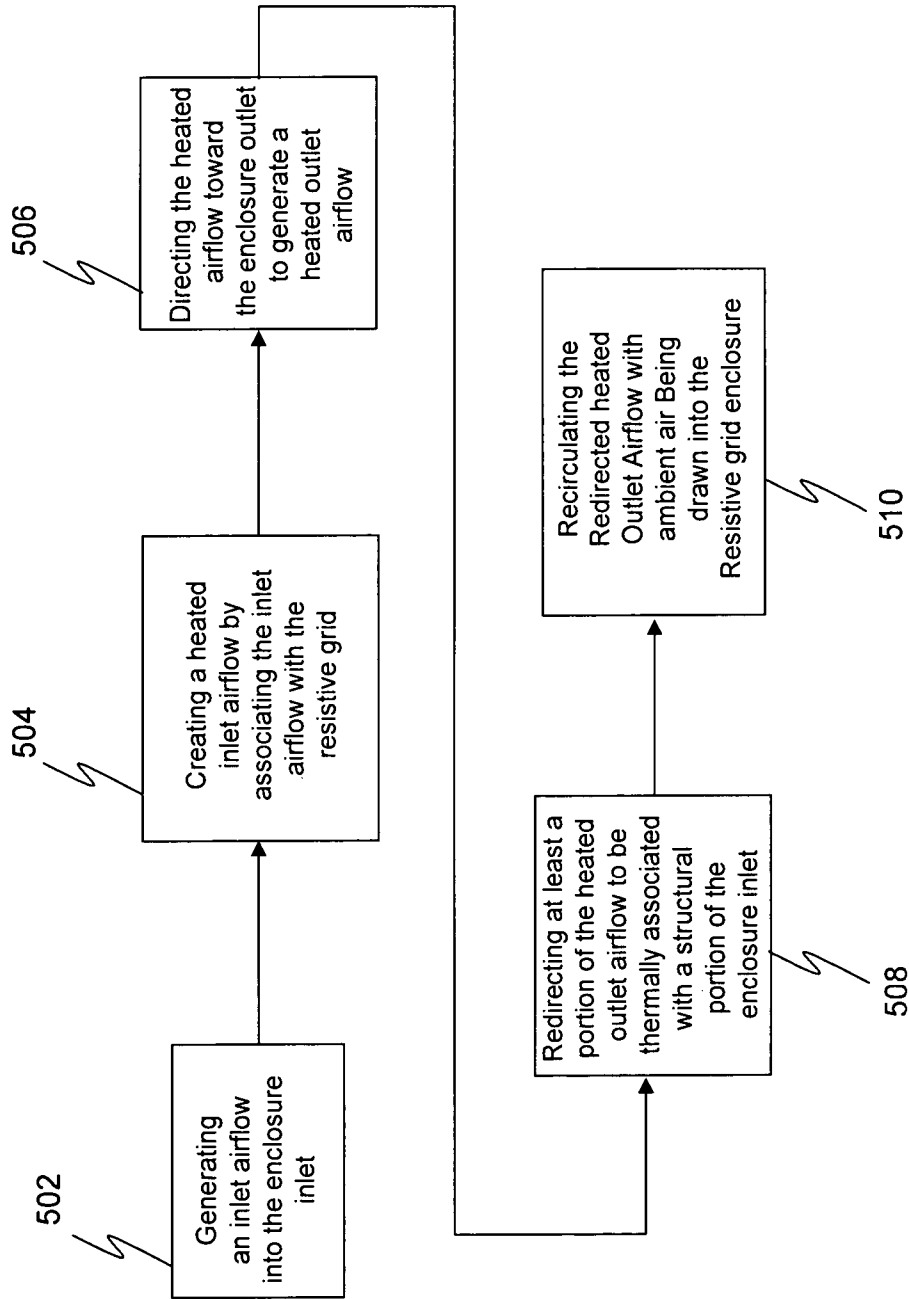 502
Generating
an inlet airflow
into the enclosure
inlet
504
Creating a heated
inlet airflow by
associating the inlet
airflow with the
resistive grid
506
Directing the heated
airflow toward
the enclosure outlet
to generate a
heated outlet
airflow
Redirecting at least a
portion of the heated
outlet airflow to be
thermally associated
with a structural
portion of the
enclosure inlet
508
Recirculating the
Redirected heated
Outlet Airflow with
ambient air Being
drawn into the
Resistive grid enclosure
510